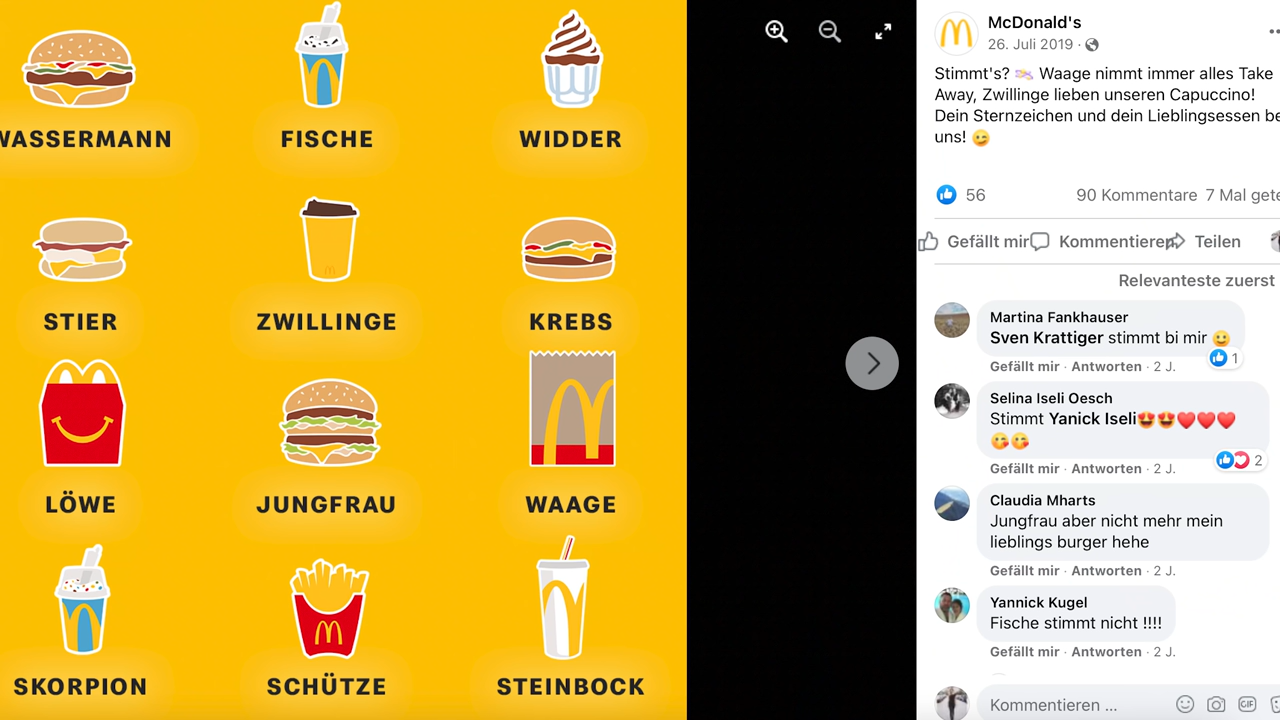 WASSERMANN
FISCHE
WIDDER
STIER
ZWILLINGE
KREBS
LÖWE
JUNGFRAU
WAAGE
SKORPION
SCHÜTZE
STEINBOCK
McDonald's
26. Juli 2019 ·
Stimmt's? Waage nimmt immer alles Take
Away, Zwillinge lieben unseren Capuccino!
Dein Sternzeichen und dein Lieblingsessen be
uns! 😉
56 90 Kommentare 7 Mal gete
Gefällt mir Kommentieren Teilen
Relevanteste zuerst
Martina Fankhauser
Sven Krattiger stimmt bi mir 🙂
1
Gefällt mir · Antworten · 2 J.
Selina Iseli Oesch
Stimmt Yanick Iseli😍😍❤️❤️❤️
😋😋
2
Gefällt mir · Antworten · 2 J.
Claudia Mharts
Jungfrau aber nicht mehr mein
lieblings burger hehe
Gefällt mir · Antworten · 2 J.
Yannick Kugel
Fische stimmt nicht !!!!
Gefällt mir · Antworten · 2 J.
Kommentieren ... GIF